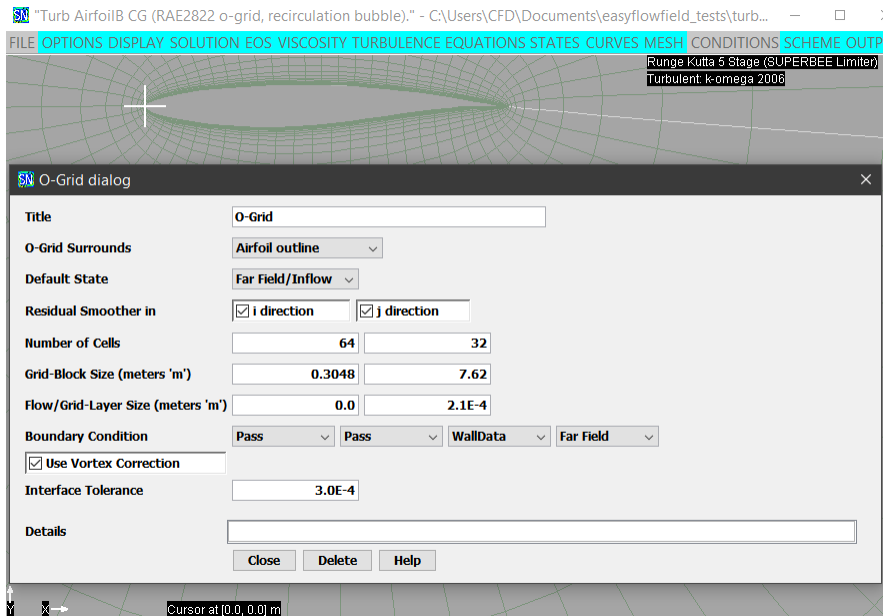 SN "Turb AirfoilB CG (RAE2822 o-grid, recirculation bubble)." - C:\Users\CFD\Documents\easyflowfield_tests\turb...
FILE OPTIONS DISPLAY SOLUTION EOS VISCOSITY TURBULENCE EQUATIONS STATES CURVES MESH CONDITIONS SCHEME OUTP
Runge Kutta 5 Stage (SUPERBEE Limiter)
Turbulent: k-omega 2006
SN O-Grid dialog
Title O-Grid
O-Grid Surrounds Airfoil outline
Default State Far Field/Inflow
Residual Smoother in i direction j direction
Number of Cells 64 32
Grid-Block Size (meters 'm') 0.3048 7.62
Flow/Grid-Layer Size (meters 'm') 0.0 2.1E-4
Boundary Condition Pass Pass WallData Far Field
Use Vortex Correction
Interface Tolerance 3.0E-4
Details
Close Delete Help
Y X Cursor at [0.0, 0.0] m